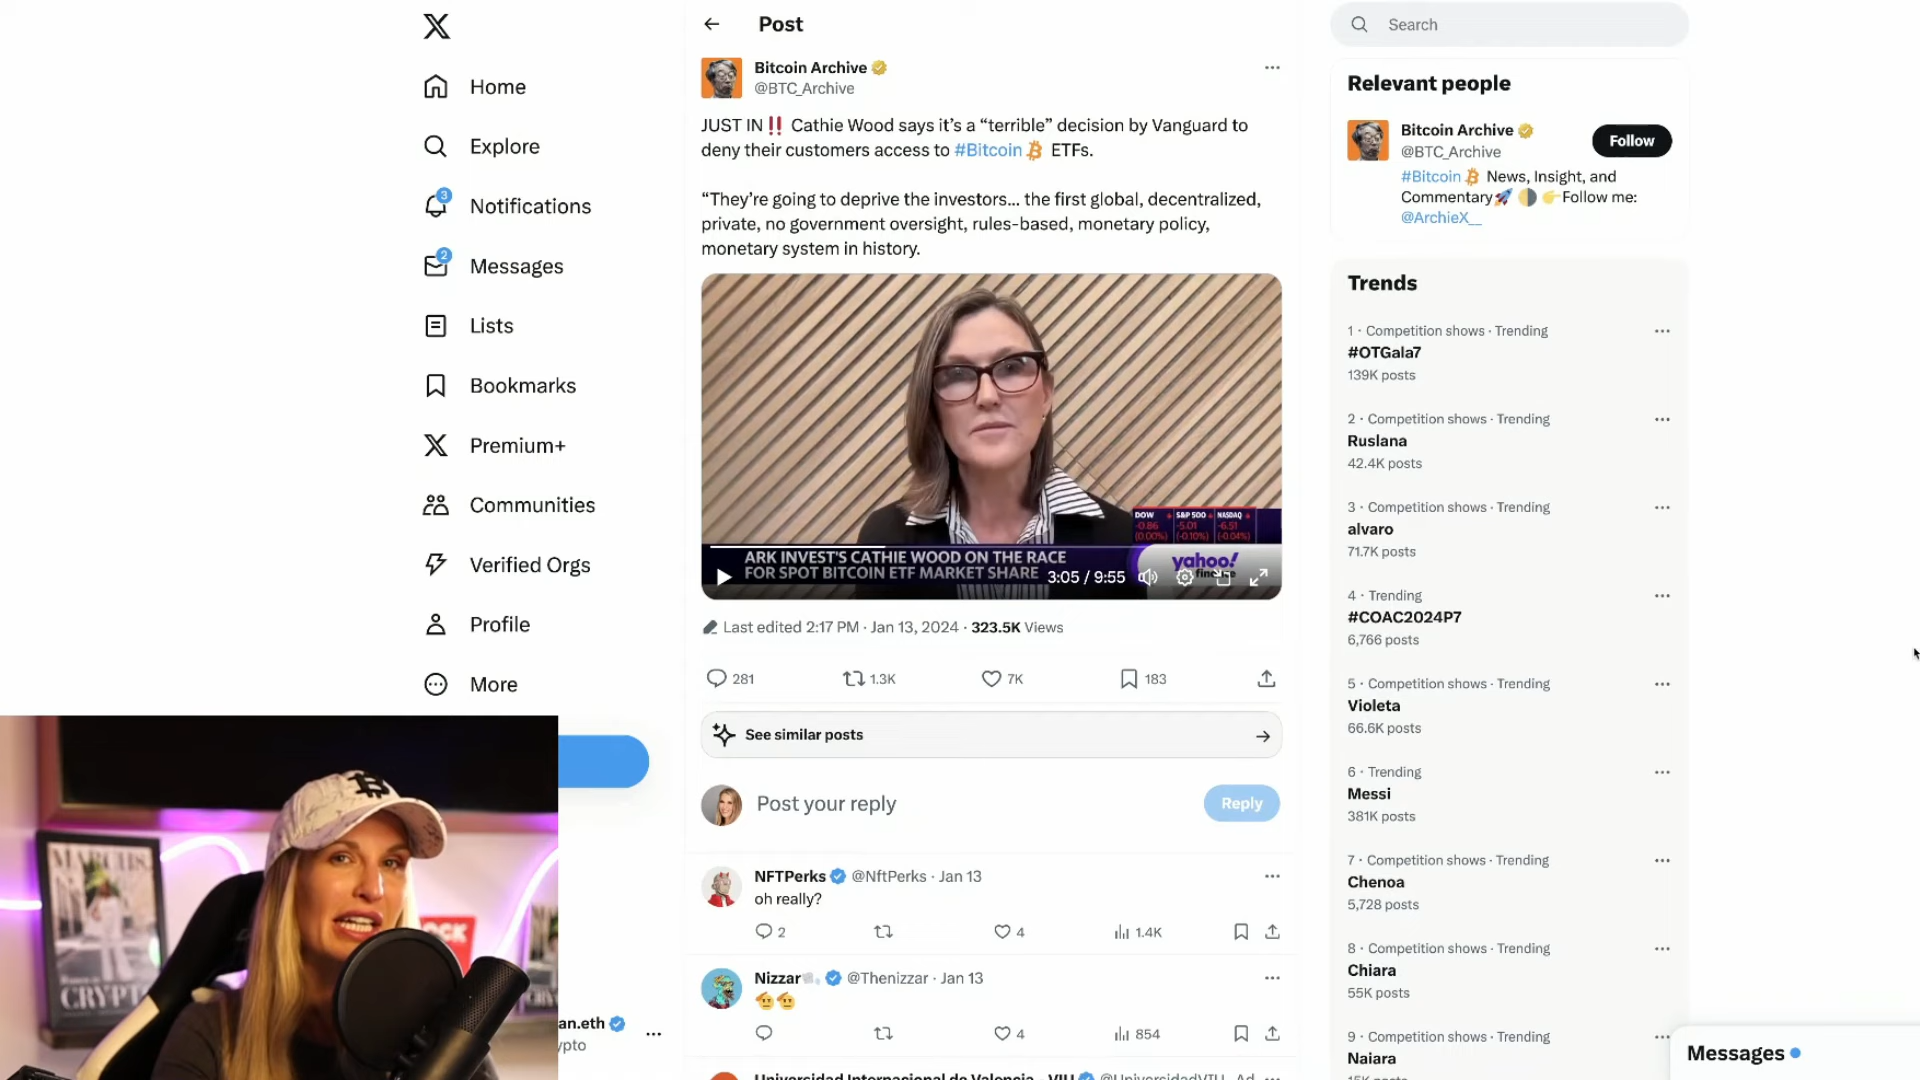 Home
Explore
3
Notifications
2
Messages
Lists
Bookmarks
Premium+
Communities
Verified Orgs
Profile
More
an.eth
ypto
CRYPT
Post
Bitcoin Archive
@BTC_Archive
JUST IN‼️ Cathie Wood says it’s a “terrible” decision by Vanguard to
deny their customers access to #Bitcoin ETFs.
“They’re going to deprive the investors... the first global, decentralized,
private, no government oversight, rules-based, monetary policy,
monetary system in history.
DOW S&P 500 NASDAQ
-0.86 -5.01 -6.51
(0.00%) (-0.10%) (-0.04%)
ARK INVEST'S CATHIE WOOD ON THE RACE
FOR SPOT BITCOIN ETF MARKET SHARE
yahoo!
3:05 / 9:55
Last edited 2:17 PM · Jan 13, 2024 · 323.5K Views
281 1.3K 7K 183
See similar posts
Post your reply
Reply
NFTPerks @NftPerks · Jan 13
oh really?
2 4 1.4K
Nizzar @Thenizzar · Jan 13
4 854
Universidad Internacional de Valencia - VIU @UniversidadVIU Ad
Search
Relevant people
Bitcoin Archive
@BTC_Archive
Follow
#Bitcoin News, Insight, and
Commentary🚀 🌗 👉Follow me:
@ArchieX__
Trends
1 · Competition shows · Trending
#OTGala7
139K posts
2 · Competition shows · Trending
Ruslana
42.4K posts
3 · Competition shows · Trending
alvaro
71.7K posts
4 · Trending
#COAC2024P7
6,766 posts
5 · Competition shows · Trending
Violeta
66.6K posts
6 · Trending
Messi
381K posts
7 · Competition shows · Trending
Chenoa
5,728 posts
8 · Competition shows · Trending
Chiara
55K posts
9 · Competition shows · Trending
Naiara
Messages